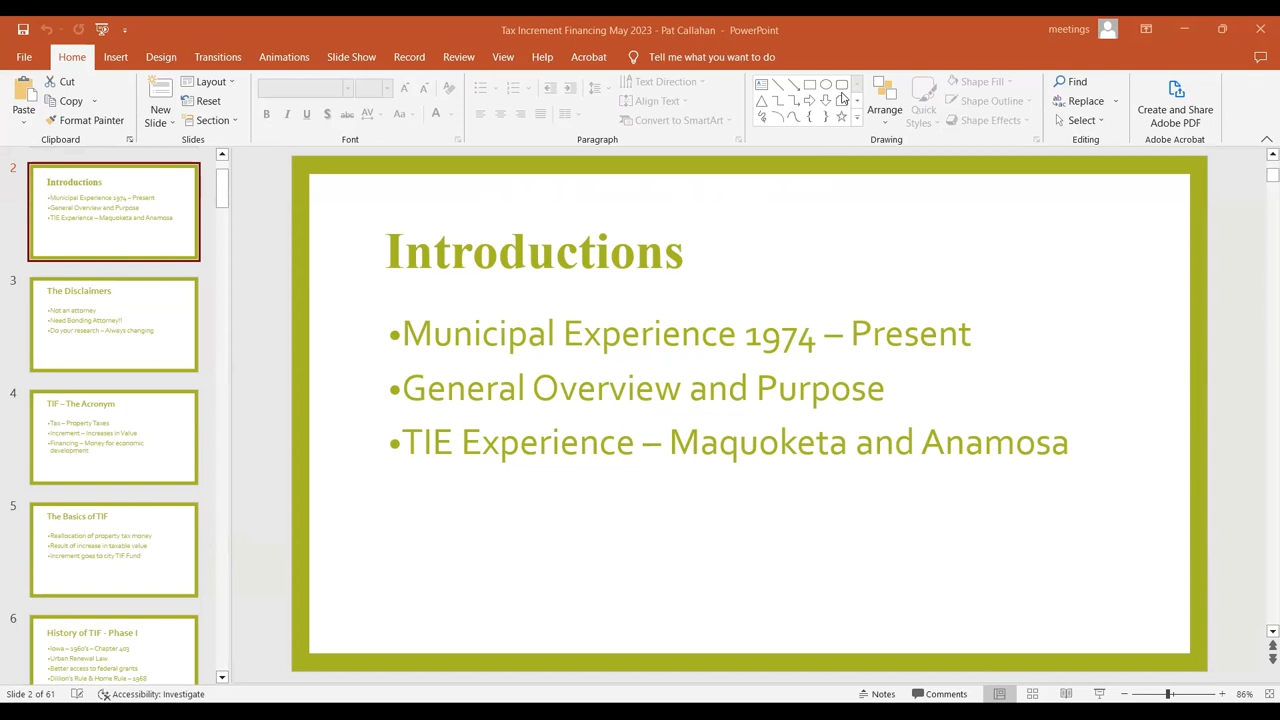 Tax Increment Financing May 2023 - Pat Callahan - PowerPoint
meetings
File
Home
Insert
Design
Transitions
Animations
Slide Show
Record
Review
View
Help
Acrobat
Tell me what you want to do
Paste
Cut
Copy
Format Painter
Clipboard
New Slide
Layout
Reset
Section
Slides
B I U S abc AV Aa A
Font
Text Direction
Align Text
Convert to SmartArt
Paragraph
Arrange
Quick Styles
Shape Fill
Shape Outline
Shape Effects
Drawing
Find
Replace
Select
Editing
Create and Share Adobe PDF
Adobe Acrobat
2
Introductions
•Municipal Experience 1974 – Present
•General Overview and Purpose
•TIE Experience – Maquoketa and Anamosa
3
The Disclaimers
•Not an attorney
•Need Bonding Attorney!!
•Do your research – Always changing
4
TIF – The Acronym
•Tax – Property Taxes
•Increment – Increases in Value
•Financing – Money for economic
development
5
The Basics of TIF
•Reallocation of property tax money
•Result of increase in taxable value
•Increment goes to city TIF Fund
6
History of TIF - Phase I
•Iowa – 1960's – Chapter 403
•Urban Renewal Law
•Better access to federal grants
•Dillion's Rule & Home Rule – 1968
Introductions
•Municipal Experience 1974 – Present
•General Overview and Purpose
•TIE Experience – Maquoketa and Anamosa
Slide 2 of 61
Accessibility: Investigate
Notes
Comments
86%